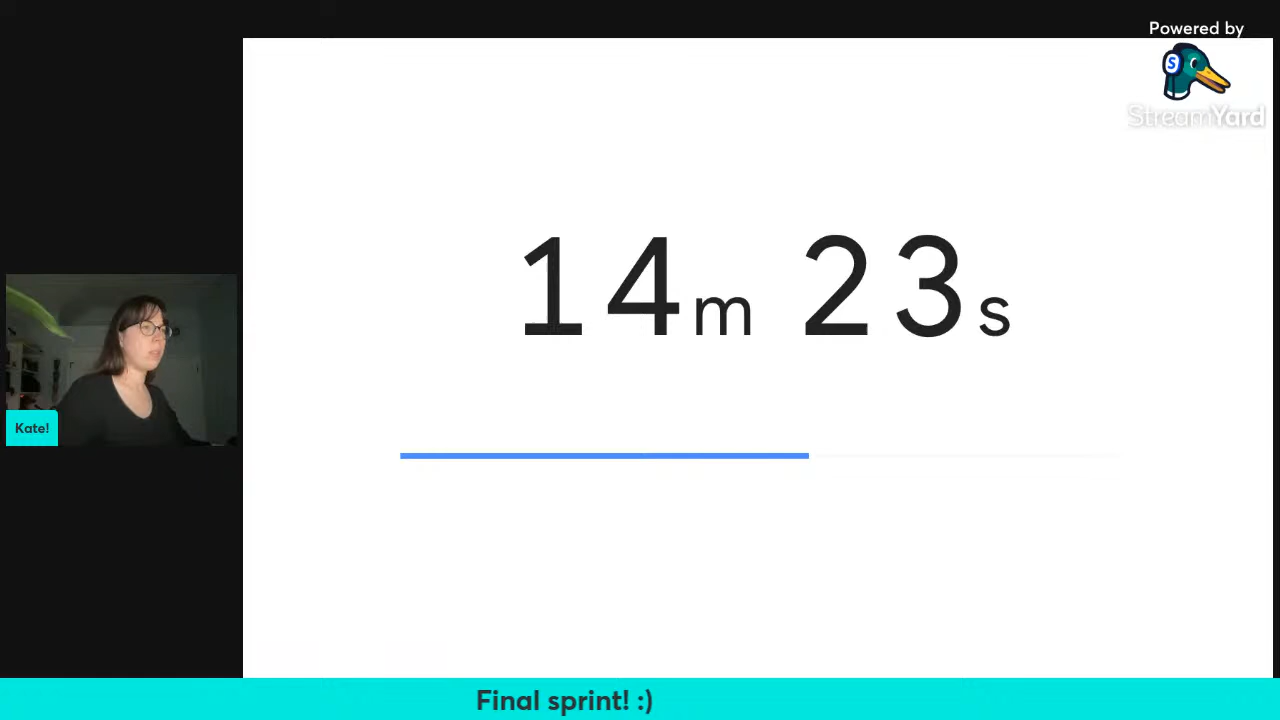 Powered by
S
StreamYard
14m 23s
Kate!
Final sprint! :)